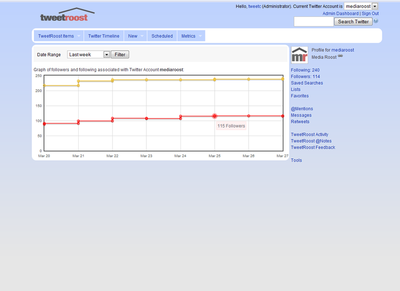 tweetroost
Hello, tweets (Administrator). Current Twitter Account is mediaroost
Admin Dashboard | Sign Out
Search Twitter
TweetRoost Items Twitter Timeline New Scheduled Metrics
Date Range Last week Filter
Graph of followers and following associated with Twitter Account mediaroost
250
200
150
100
50
0
115 Followers
Mar 20 Mar 21 Mar 22 Mar 23 Mar 24 Mar 25 Mar 26 Mar 27
mr
Profile for mediaroost
Media Roost
Following: 240
Followers: 114
Saved Searches
Lists
Favorites
@Mentions
Messages
Retweets
TweetRoost Activity
TweetRoost @Notes
TweetRoost Feedback
Tools